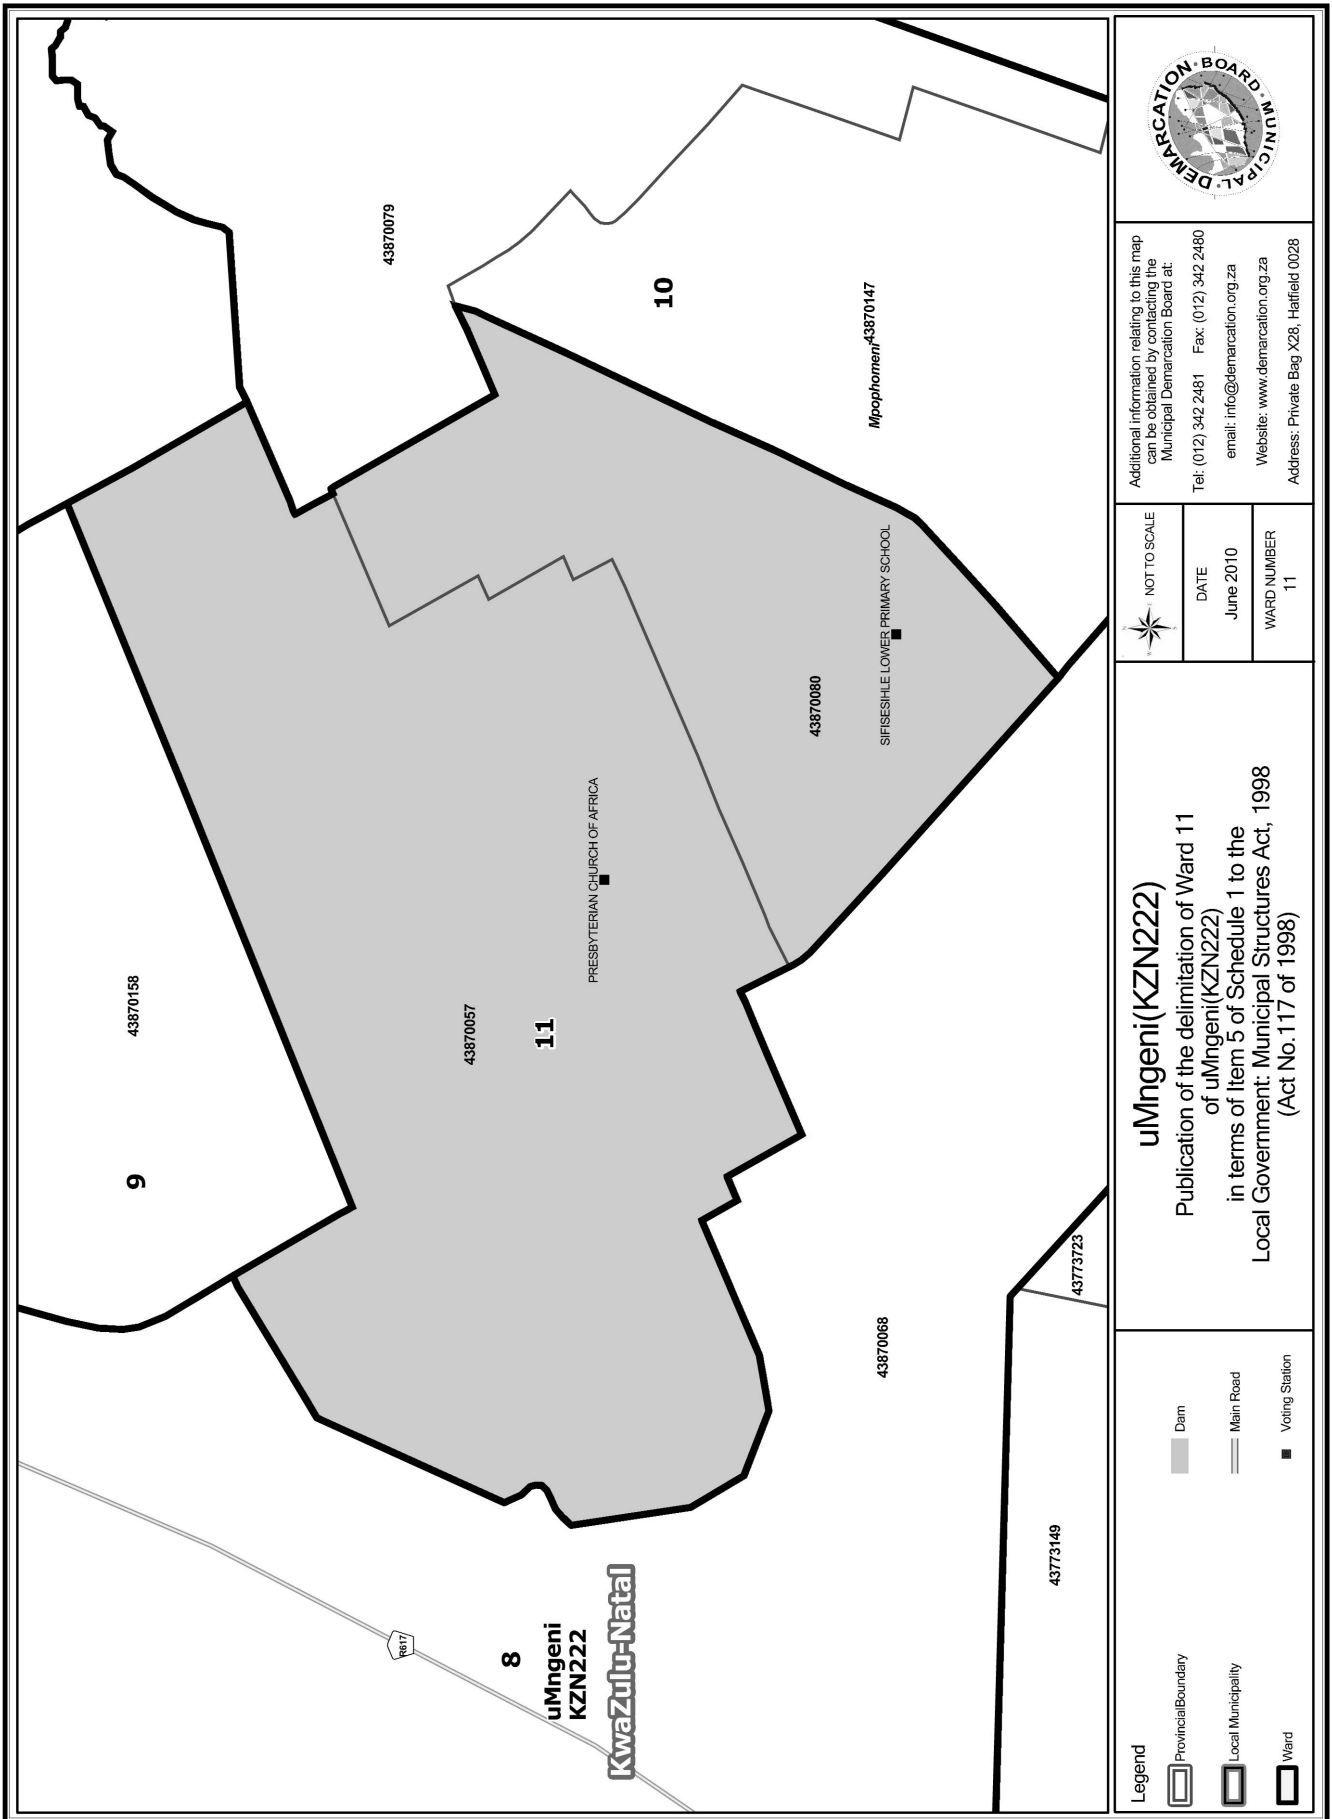 43870079
10
Mpophomeni
43870147
43870158
9
43870057
11
PRESBYTERIAN CHURCH OF AFRICA
43870080
SIFISESIHLE LOWER PRIMARY SCHOOL
43870068
43773723
43773149
R617
8
uMngeni
KZN222
KwaZulu-Natal
Legend
ProvincialBoundary
Local Municipality
Ward
Dam
Main Road
Voting Station
uMngeni(KZN222)
Publication of the delimitation of Ward 11
of uMngeni(KZN222)
in terms of Item 5 of Schedule 1 to the
Local Government: Municipal Structures Act, 1998
(Act No.117 of 1998)
NOT TO SCALE
DATE
June 2010
WARD NUMBER
11
Additional information relating to this map
can be obtained by contacting the
Municipal Demarcation Board at:
Tel: (012) 342 2481 Fax: (012) 342 2480
email: info@demarcation.org.za
Website: www.demarcation.org.za
Address: Private Bag X28, Hatfield 0028
MUNICIPAL • DEMARCATION • BOARD •